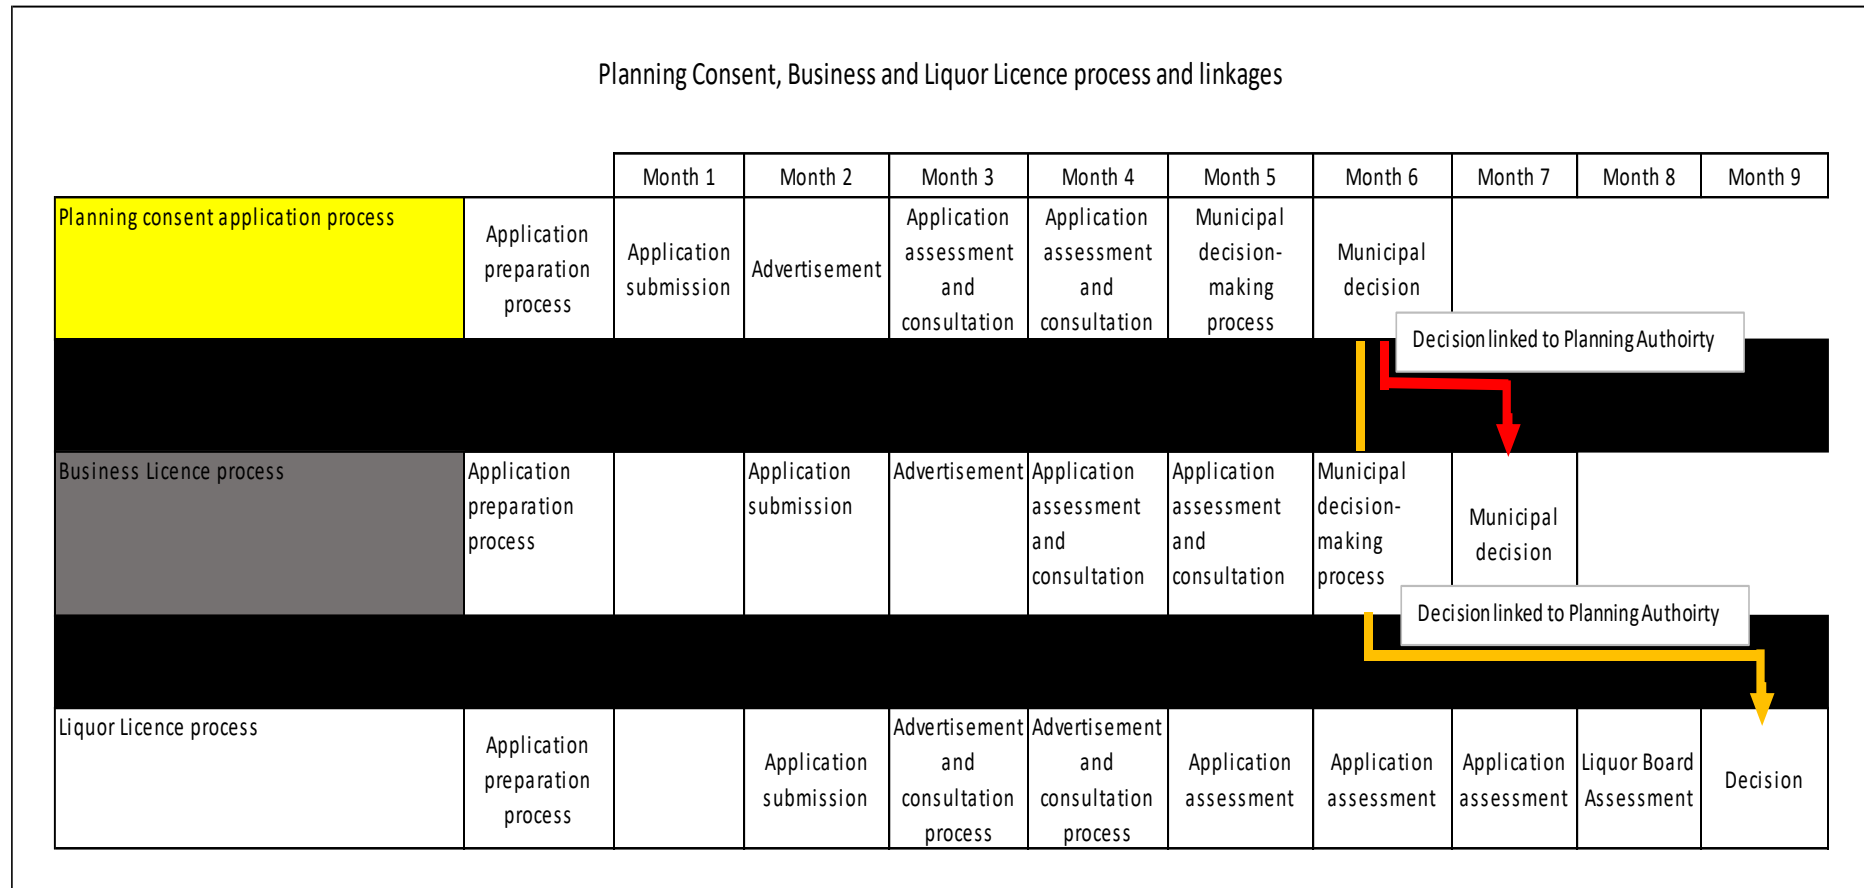 Planning Consent, Business and Liquor Licence process and linkages
Month 1
Month 2
Month 3
Month 4
Month 5
Month 6
Month 7
Month 8
Month 9
Planning consent application process
Application
preparation
process
Application
submission
Advertisement
Application
assessment
and
consultation
Application
assessment
and
consultation
Municipal
decision-
making
process
Municipal
decision
Decision linked to Planning Authoirty
Business Licence process
Application
preparation
process
Application
submission
Advertisement
Application
assessment
and
consultation
Application
assessment
and
consultation
Municipal
decision-
making
process
Municipal
decision
Decision linked to Planning Authoirty
Liquor Licence process
Application
preparation
process
Application
submission
Advertisement
and
consultation
process
Advertisement
and
consultation
process
Application
assessment
Application
assessment
Application
assessment
Liquor Board
Assessment
Decision